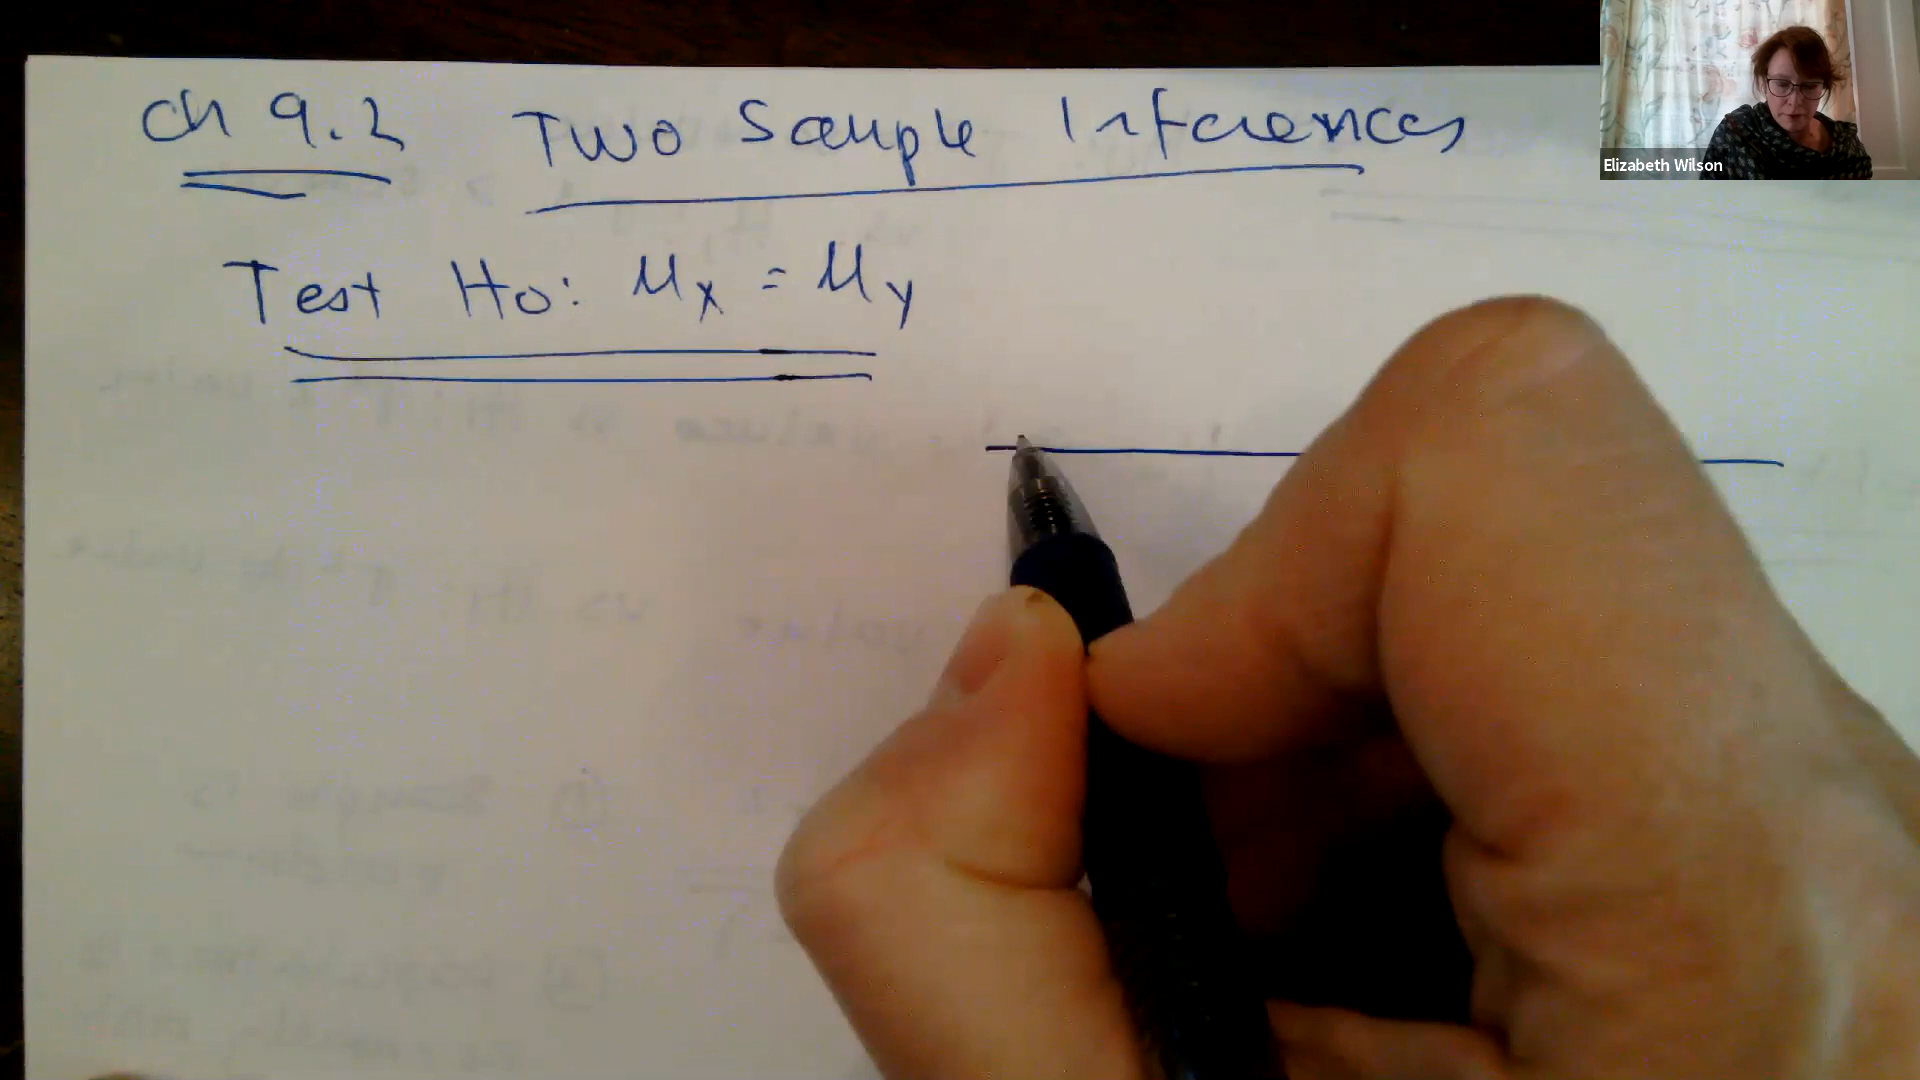 Ch 9.2 Two Sample Inferences
Elizabeth Wilson
Test Ho: μx = μy